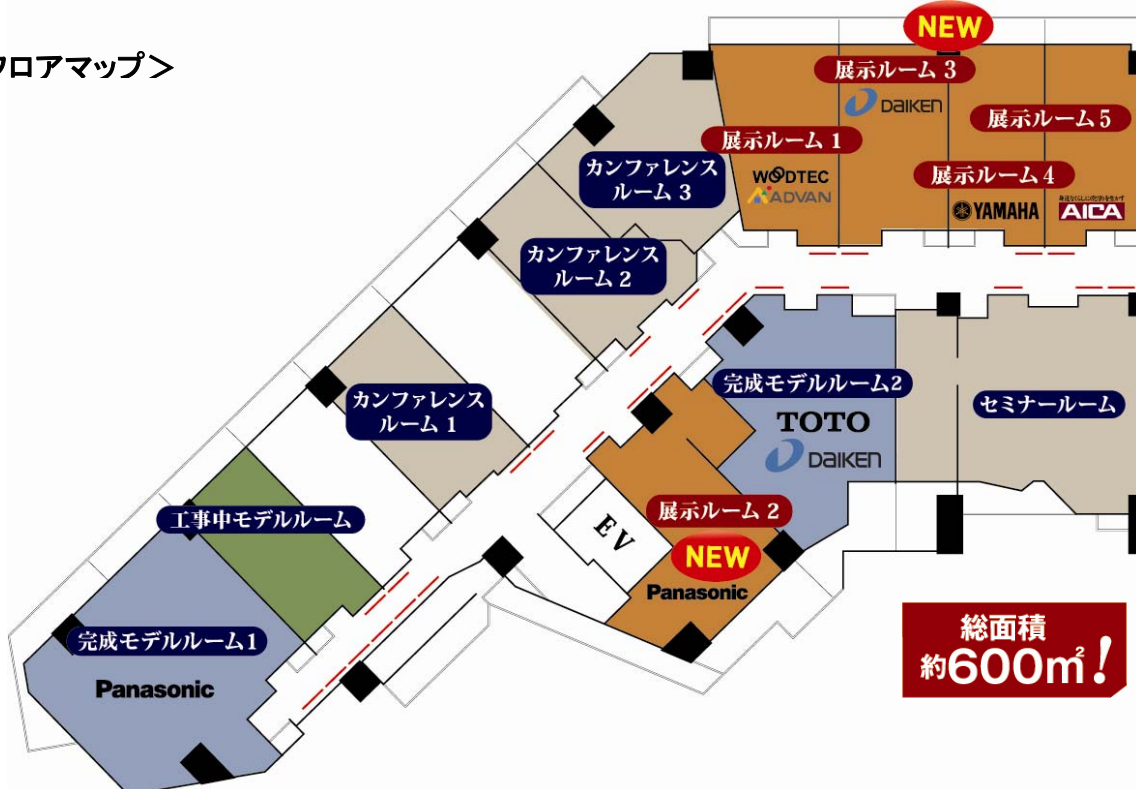 フロアマップ＞
NEW
展示ルーム 3
DAIKEN
展示ルーム 5
展示ルーム 1
WOODTEC
ADVAN
展示ルーム 4
YAMAHA
AICA
カンファレンス
ルーム 3
カンファレンス
ルーム 2
カンファレンス
ルーム 1
完成モデルルーム2
TOTO
DAIKEN
セミナールーム
展示ルーム 2
NEW
Panasonic
EV
工事中モデルルーム
完成モデルルーム1
Panasonic
総面積
約600㎡！